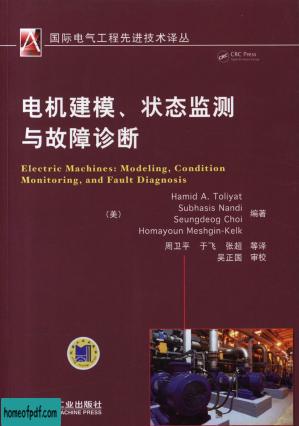 国际电气工程先进技术译丛
CRC Press
电机建模、状态监测
与故障诊断
Electric Machines: Modeling, Condition
Monitoring, and Fault Diagnosis
Hamid A. Toliyat
Subhasis Nandi
（美） Seungdeog Choi 编著
Homayoun Meshgin-Kelk
周卫平 于飞 张超 等译
吴正国 审校
工业出版社
MACHINE PRESS
homeofpdf.com